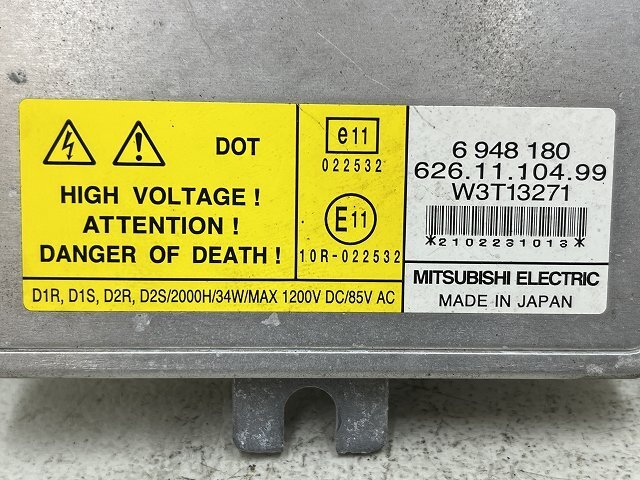 DOT
HIGH VOLTAGE !
ATTENTION !
DANGER OF DEATH !
e11
022532
E11
10R-022532
D1R, D1S, D2R, D2S/2000H/34W/MAX 1200V DC/85V AC
6 948 180
626.11.104.99
W3T13271
*2102231013*
MITSUBISHI ELECTRIC
MADE IN JAPAN